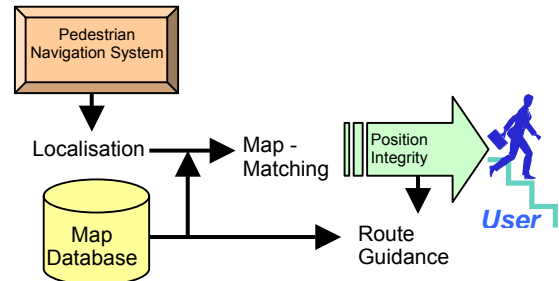 Pedestrian
Navigation System
Localisation
Map -
Matching
Position
Integrity
User
Map
Database
Route
Guidance